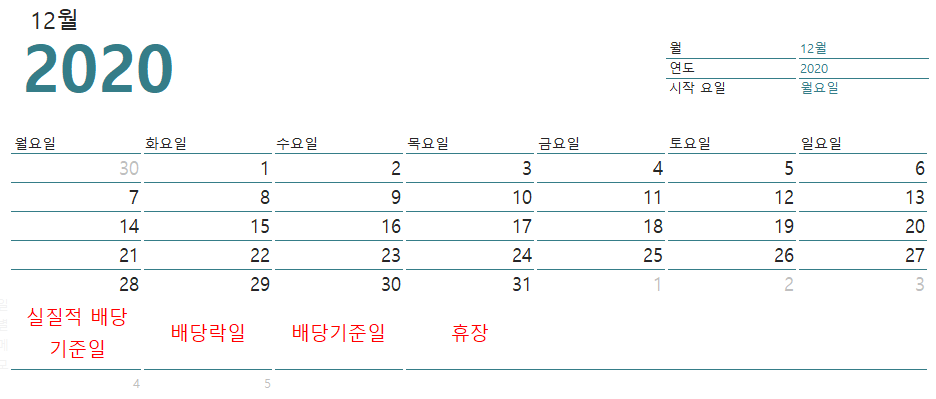 12월
2020
월 12월
연도 2020
시작 요일 월요일
월요일 화요일 수요일 목요일 금요일 토요일 일요일
30 1 2 3 4 5 6
7 8 9 10 11 12 13
14 15 16 17 18 19 20
21 22 23 24 25 26 27
28 29 30 31 1 2 3
실질적 배당
기준일
배당락일 배당기준일 휴장
4 5